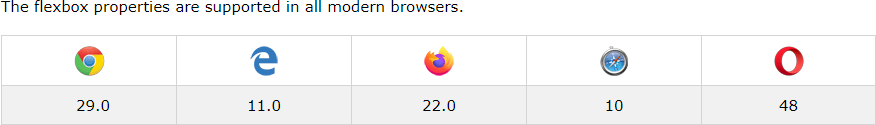 The flexbox properties are supported in all modern browsers.
29.0 11.0 22.0 10 48